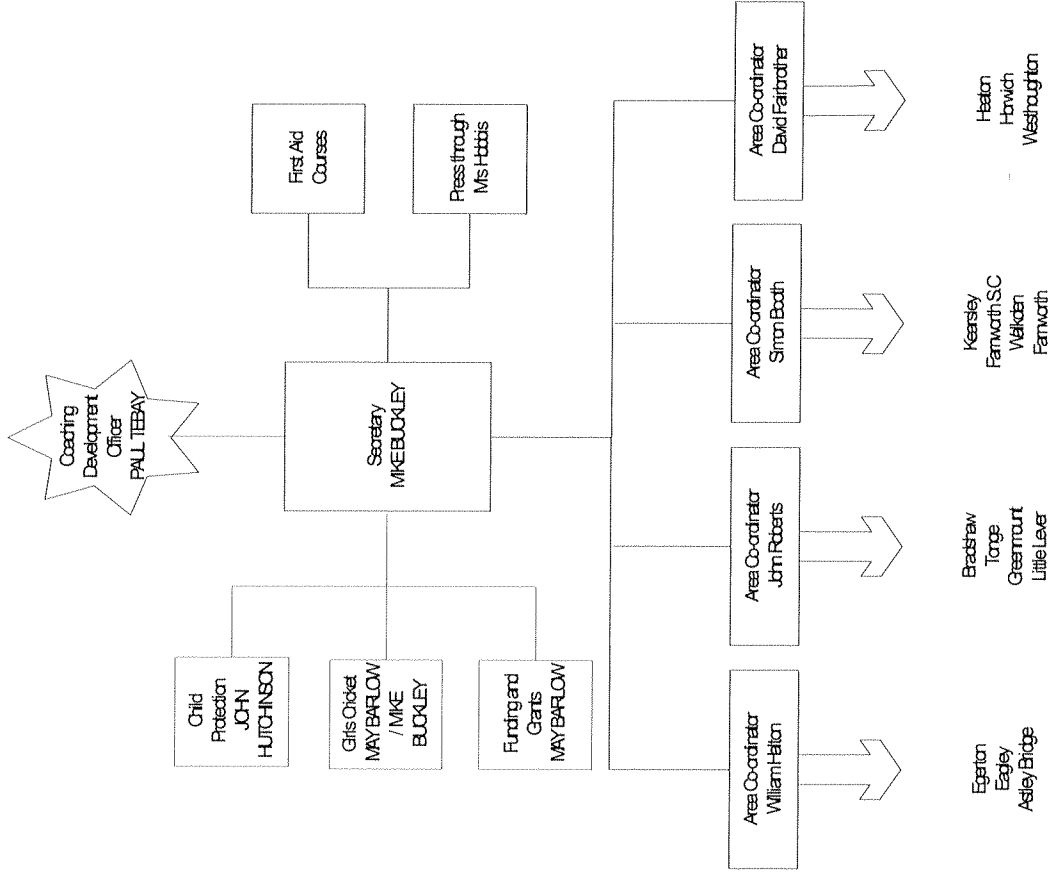 Coaching
Development
Officer
PAUL TEBAY
Child
Protection
JOHN
HUTCHINSON
Girls Cricket
MAY BARLOW
/ MIKE
BUCKLEY
Funding and
Grants
MAY BARLOW
Secretary
MIKE BUCKLEY
First Aid
Courses
Press through
Mrs Hobbis
Area Co-ordinator
William Halton
Area Co-ordinator
John Roberts
Area Co-ordinator
Simon Booth
Area Co-ordinator
David Fairbrother
Egerton
Eagley
Astley Bridge
Bradshaw
Tonge
Greenmount
Little Lever
Kearsley
Farnworth S.C
Walkden
Farnworth
Heaton
Horwich
Westhoughton